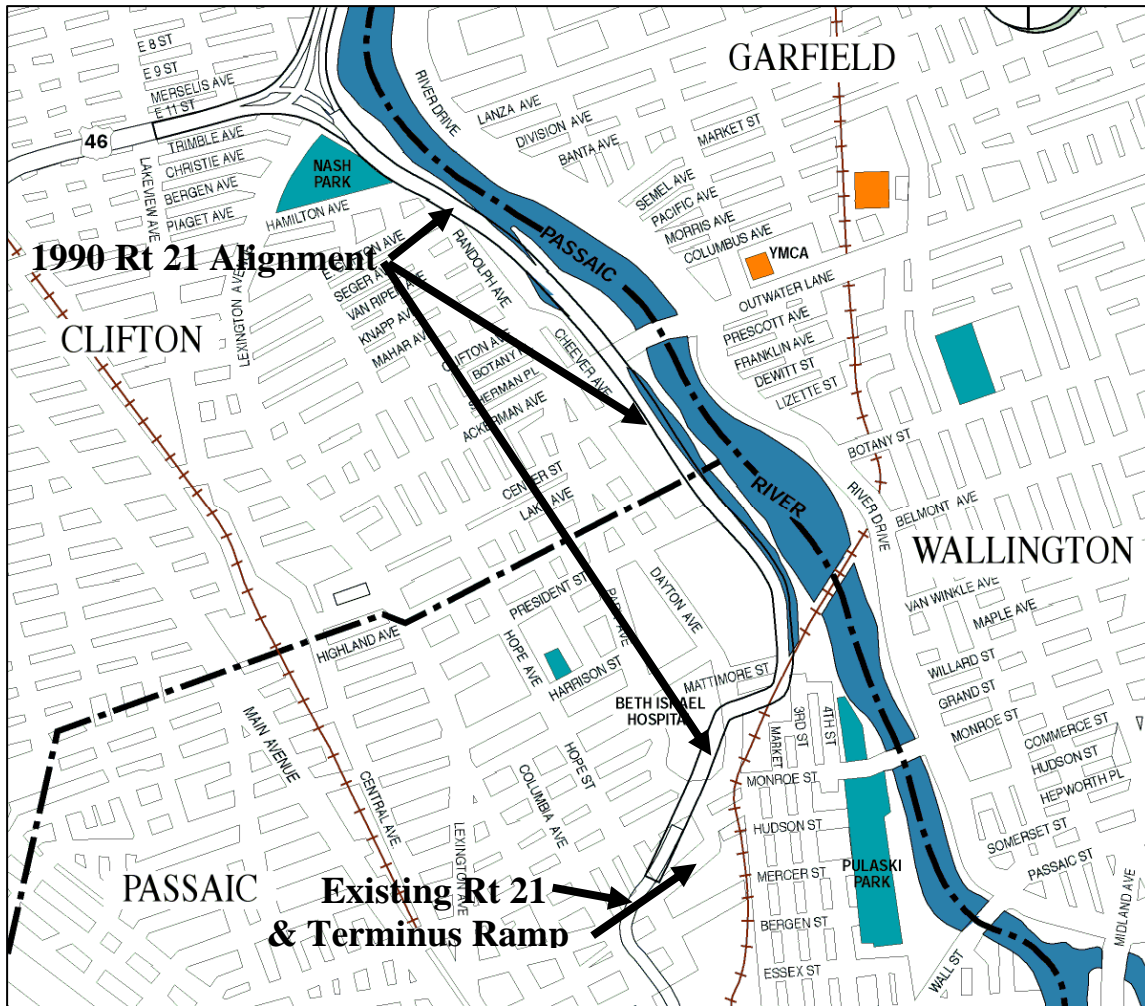 GARFIELD
E 8 ST
E 9 ST
MERSELIS AVE
E 11 ST
46
TRIMBLE AVE
CHRISTIE AVE
BERGEN AVE
PIAGET AVE
LAKEVIEW AVE
NASH
PARK
HAMILTON AVE
RIVER DRIVE
LANZA AVE
DIVISION AVE
BANTA AVE
MARKET ST
SEMEL AVE
PACIFIC AVE
MORRIS AVE
COLUMBUS AVE
YMCA
OUTWATER LANE
PASSAIC
1990 Rt 21 Alignment
RANDOLPH AVE
SEGER
VAN RIPER AVE
KNAPP AVE
MAHAR AVE
LEXINGTON AVE
CLIFTON
CLIFTON AVE
BOTANY
SHERMAN PL
ACKERMAN AVE
CHEEVER AVE
PRESCOTT AVE
FRANKLIN AVE
DEWITT ST
LIZETTE ST
BOTANY ST
RIVER
RIVER DRIVE
BELMONT AVE
WALLINGTON
CENTER ST
LAKE AVE
PRESIDENT ST
PARK AVE
DAYTON AVE
HOPE AVE
HARRISON ST
HIGHLAND AVE
MATTIMORE ST
BETH ISRAEL
HOSPITAL
VAN WINKLE AVE
MAPLE AVE
WILLARD ST
GRAND ST
MONROE ST
COMMERCE ST
HUDSON ST
HEPWORTH PL
3RD ST
4TH ST
MARKET
MONROE ST
MAIN AVENUE
CENTRAL AVE
HOPE ST
COLUMBIA AVE
LEXINGTON AVE
HUDSON ST
MERCER ST
PULASKI
PARK
SOMERSET ST
PASSAIC ST
PASSAIC
Existing Rt 21
& Terminus Ramp
BERGEN ST
ESSEX ST
WALL ST
MIDLAND AVE